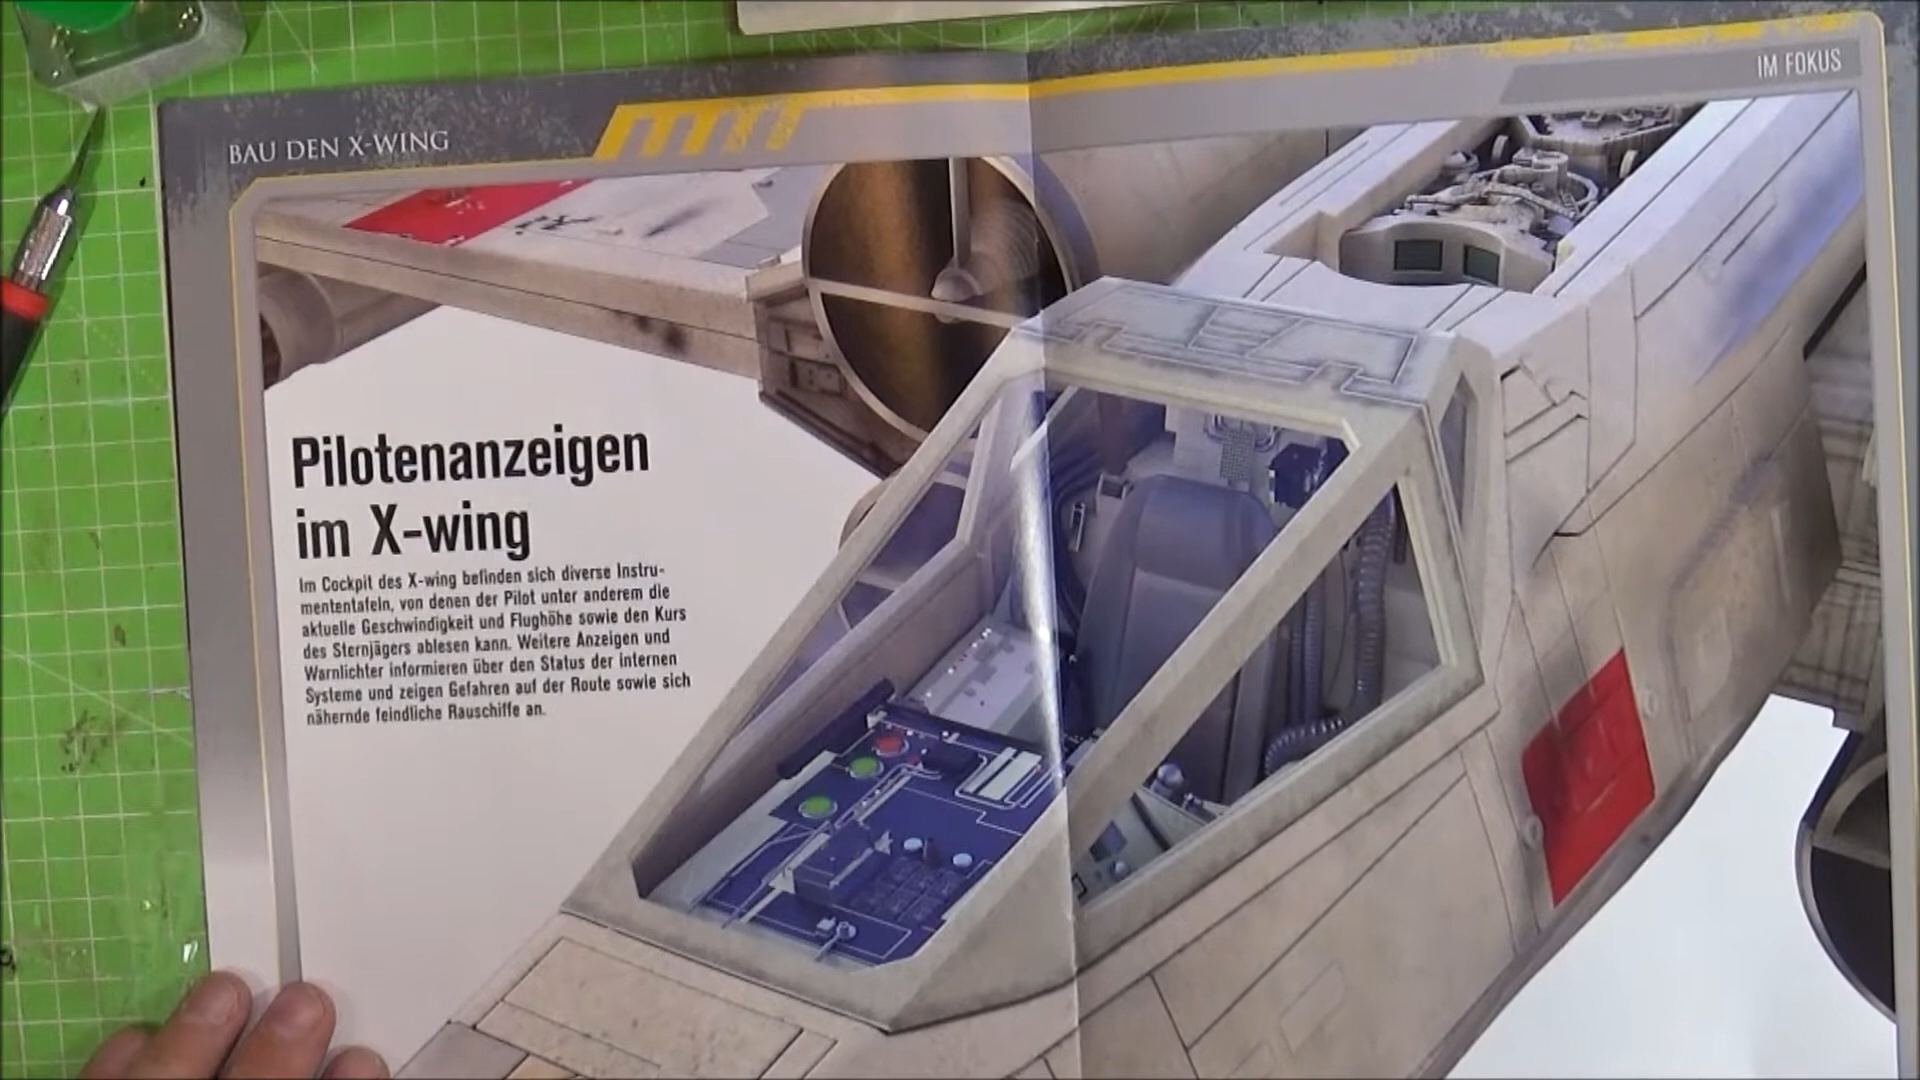 BAU DEN X-WING
IM FOKUS
Pilotenanzeigen
im X-wing
Im Cockpit des X-wing befinden sich diverse Instru-
mententafeln, von denen der Pilot unter anderem die
aktuelle Geschwindigkeit und Flughöhe sowie den Kurs
des Sternjägers ablesen kann. Weitere Anzeigen und
Warnlichter informieren über den Status der internen
Systeme und zeigen Gefahren auf der Route sowie sich
nähernde feindliche Rauschiffe an.